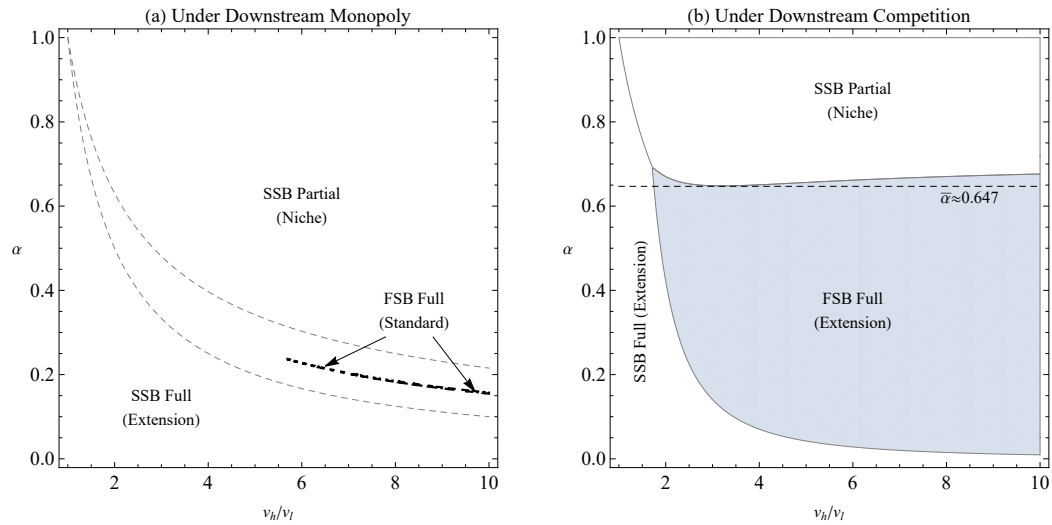 (a) Under Downstream Monopoly
1.0
0.8
0.6
0.4
0.2
0.0
α
SSB Partial
(Niche)
FSB Full
(Standard)
SSB Full
(Extension)
2
4
6
8
10
v_h/v_l
(b) Under Downstream Competition
1.0
0.8
0.6
0.4
0.2
0.0
α
SSB Partial
(Niche)
α̅≈0.647
SSB Full (Extension)
FSB Full
(Extension)
2
4
6
8
10
v_h/v_l